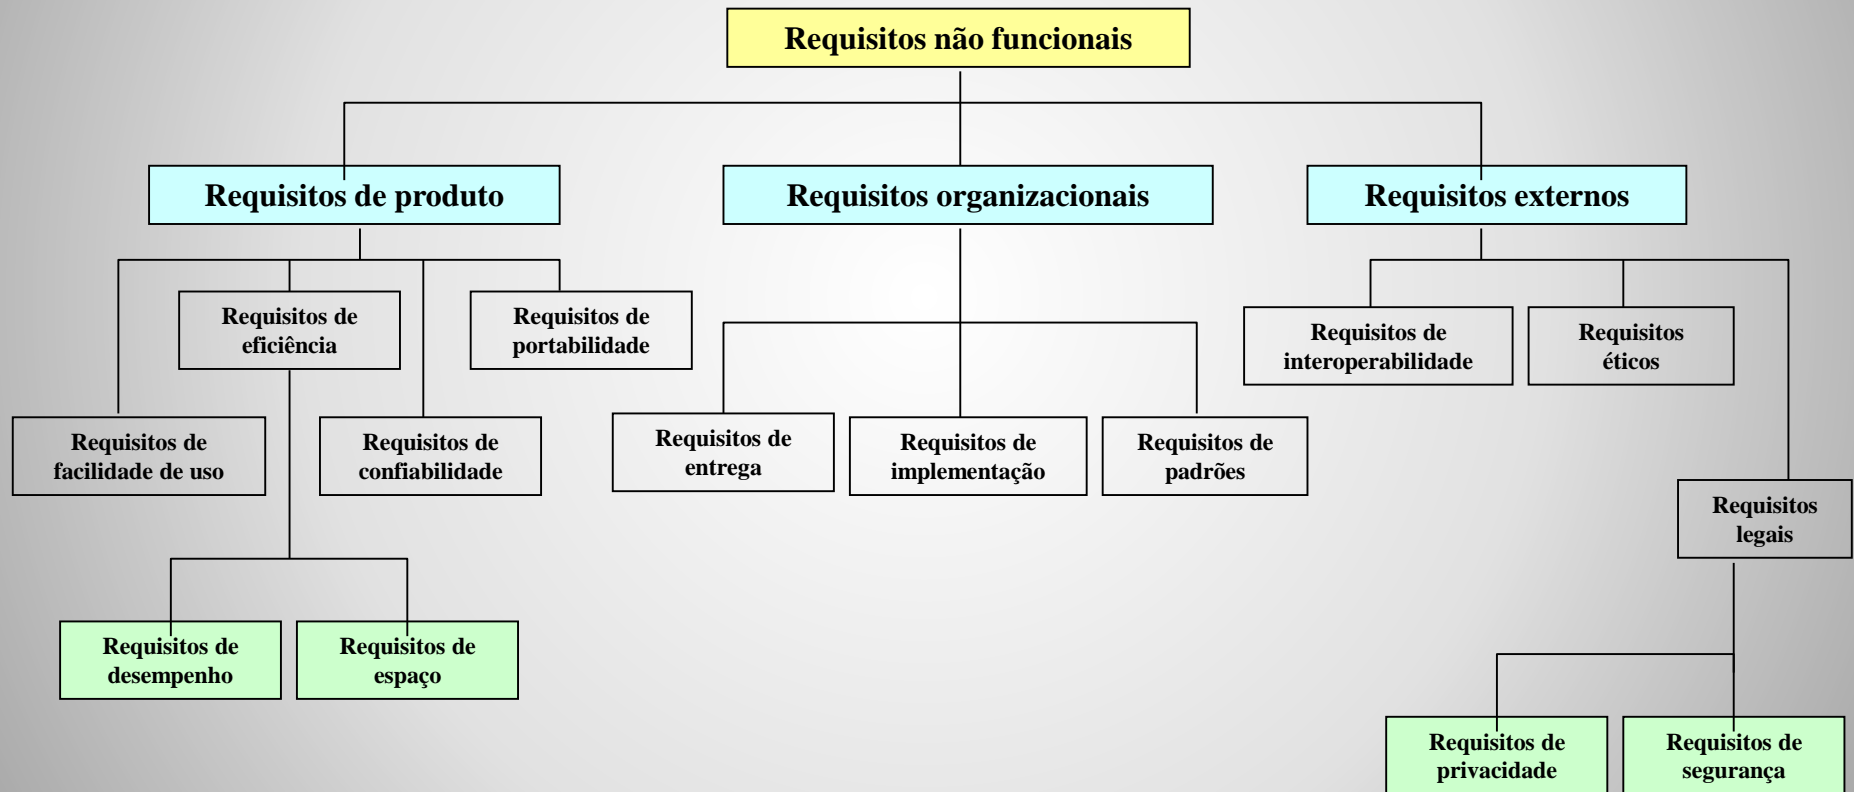 Requisitos não funcionais
Requisitos de produto
Requisitos organizacionais
Requisitos externos
Requisitos de
eficiência
Requisitos de
portabilidade
Requisitos de
interoperabilidade
Requisitos
éticos
Requisitos de
facilidade de uso
Requisitos de
confiabilidade
Requisitos de
entrega
Requisitos de
implementação
Requisitos de
padrões
Requisitos
legais
Requisitos de
desempenho
Requisitos de
espaço
Requisitos de
privacidade
Requisitos de
segurança